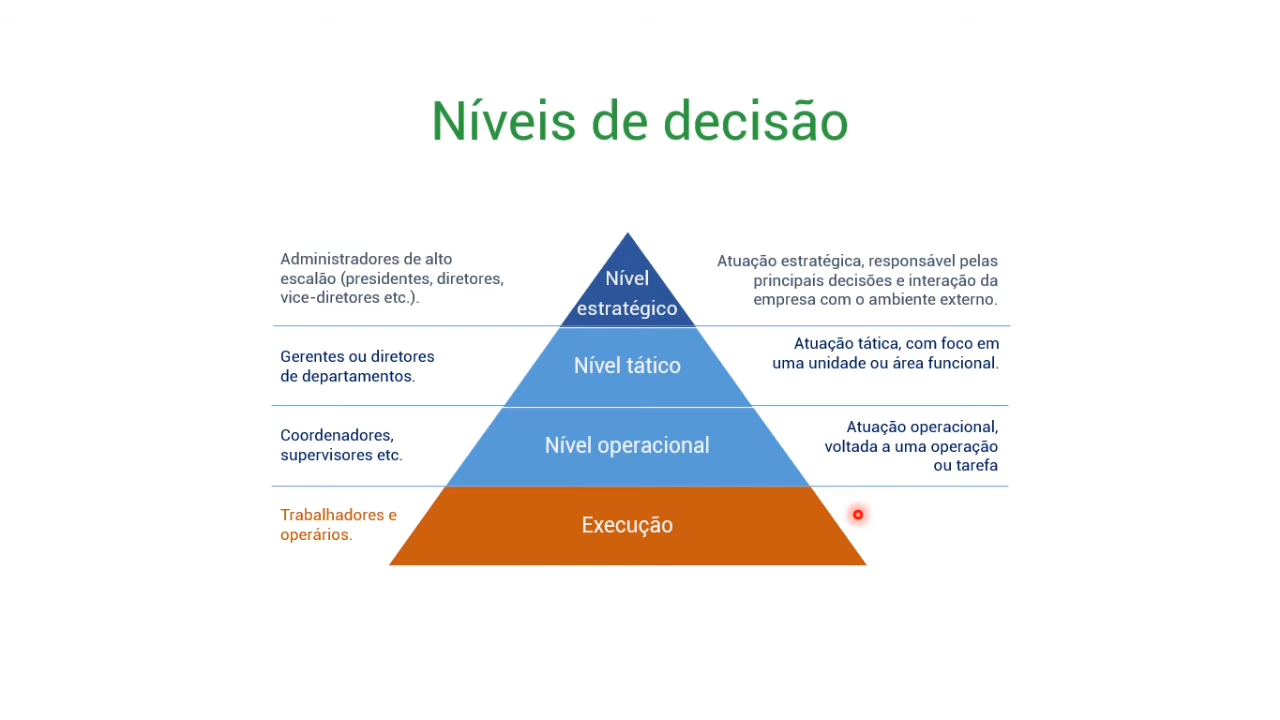 Níveis de decisão
Administradores de alto
escalão (presidentes, diretores,
vice-diretores etc.).
Nível
estratégico
Atuação estratégica, responsável pelas
principais decisões e interação da
empresa com o ambiente externo.
Gerentes ou diretores
de departamentos.
Nível tático
Atuação tática, com foco em
uma unidade ou área funcional.
Coordenadores,
supervisores etc.
Nível operacional
Atuação operacional,
voltada a uma operação
ou tarefa
Trabalhadores e
operários.
Execução